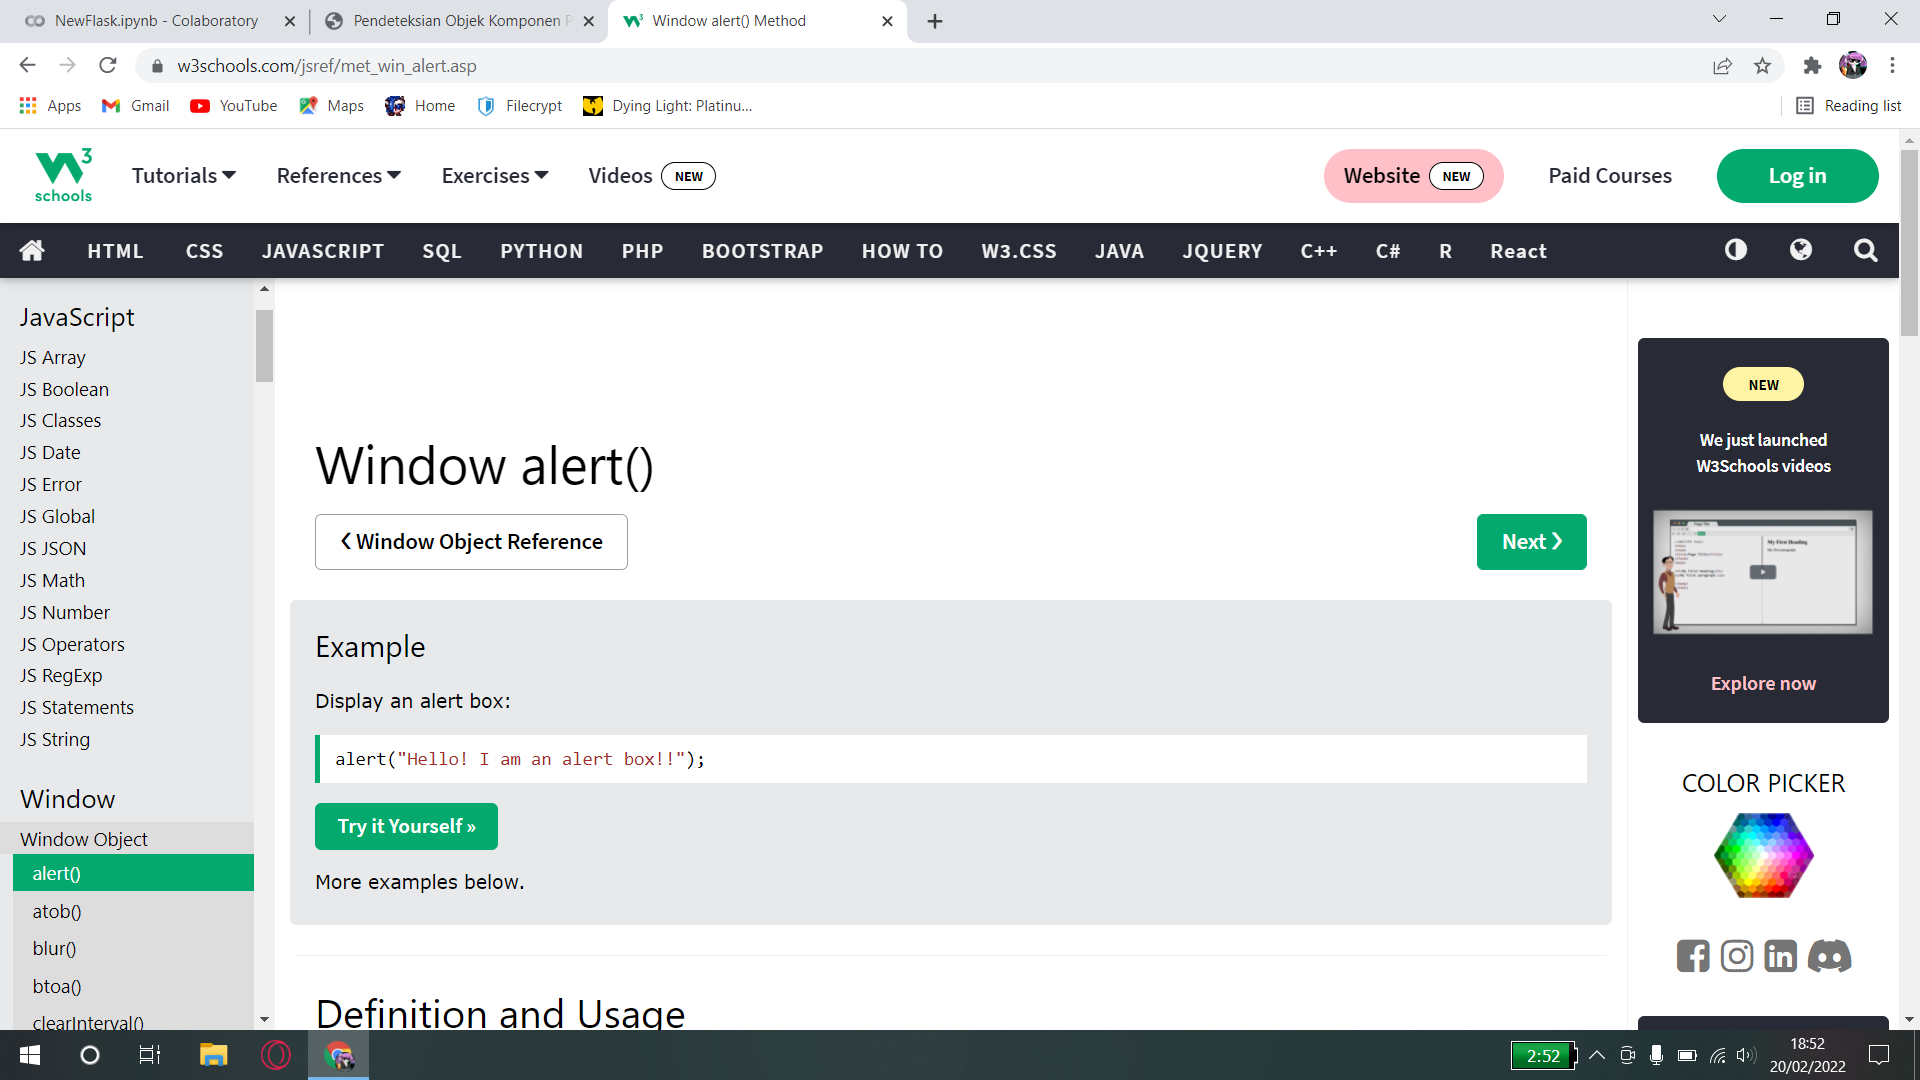 NewFlask.ipynb - Colaboratory
Pendeteksian Objek Komponen P
Window alert() Method
w3schools.com/jsref/met_win_alert.asp
Apps
Gmail
YouTube
Maps
Home
Filecrypt
Dying Light: Platinu...
Reading list
W3 schools
Tutorials
References
Exercises
Videos NEW
Website NEW
Paid Courses
Log in
HTML
CSS
JAVASCRIPT
SQL
PYTHON
PHP
BOOTSTRAP
HOW TO
W3.CSS
JAVA
JQUERY
C++
C#
R
React
JavaScript
JS Array
JS Boolean
JS Classes
JS Date
JS Error
JS Global
JS JSON
JS Math
JS Number
JS Operators
JS RegExp
JS Statements
JS String
Window
Window Object
alert()
atob()
blur()
btoa()
clearInterval()
Window alert()
❮ Window Object Reference
Next ❯
Example
Display an alert box:
alert("Hello! I am an alert box!!");
Try it Yourself »
More examples below.
Definition and Usage
NEW
We just launched
W3Schools videos
My First Heading
Explore now
COLOR PICKER
2:52
18:52
20/02/2022